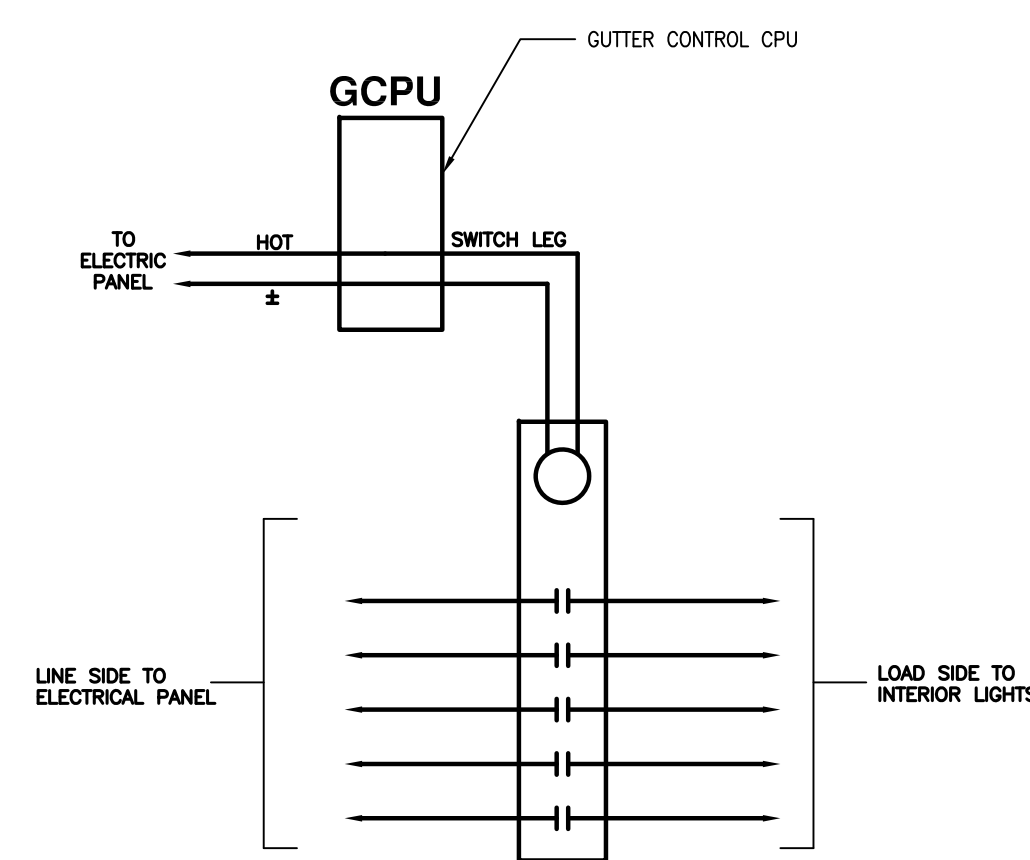 GUTTER CONTROL CPU
GCPU
TO
ELECTRIC
PANEL
HOT
SWITCH LEG
±
LINE SIDE TO
ELECTRICAL PANEL
LOAD SIDE TO
INTERIOR LIGHTS